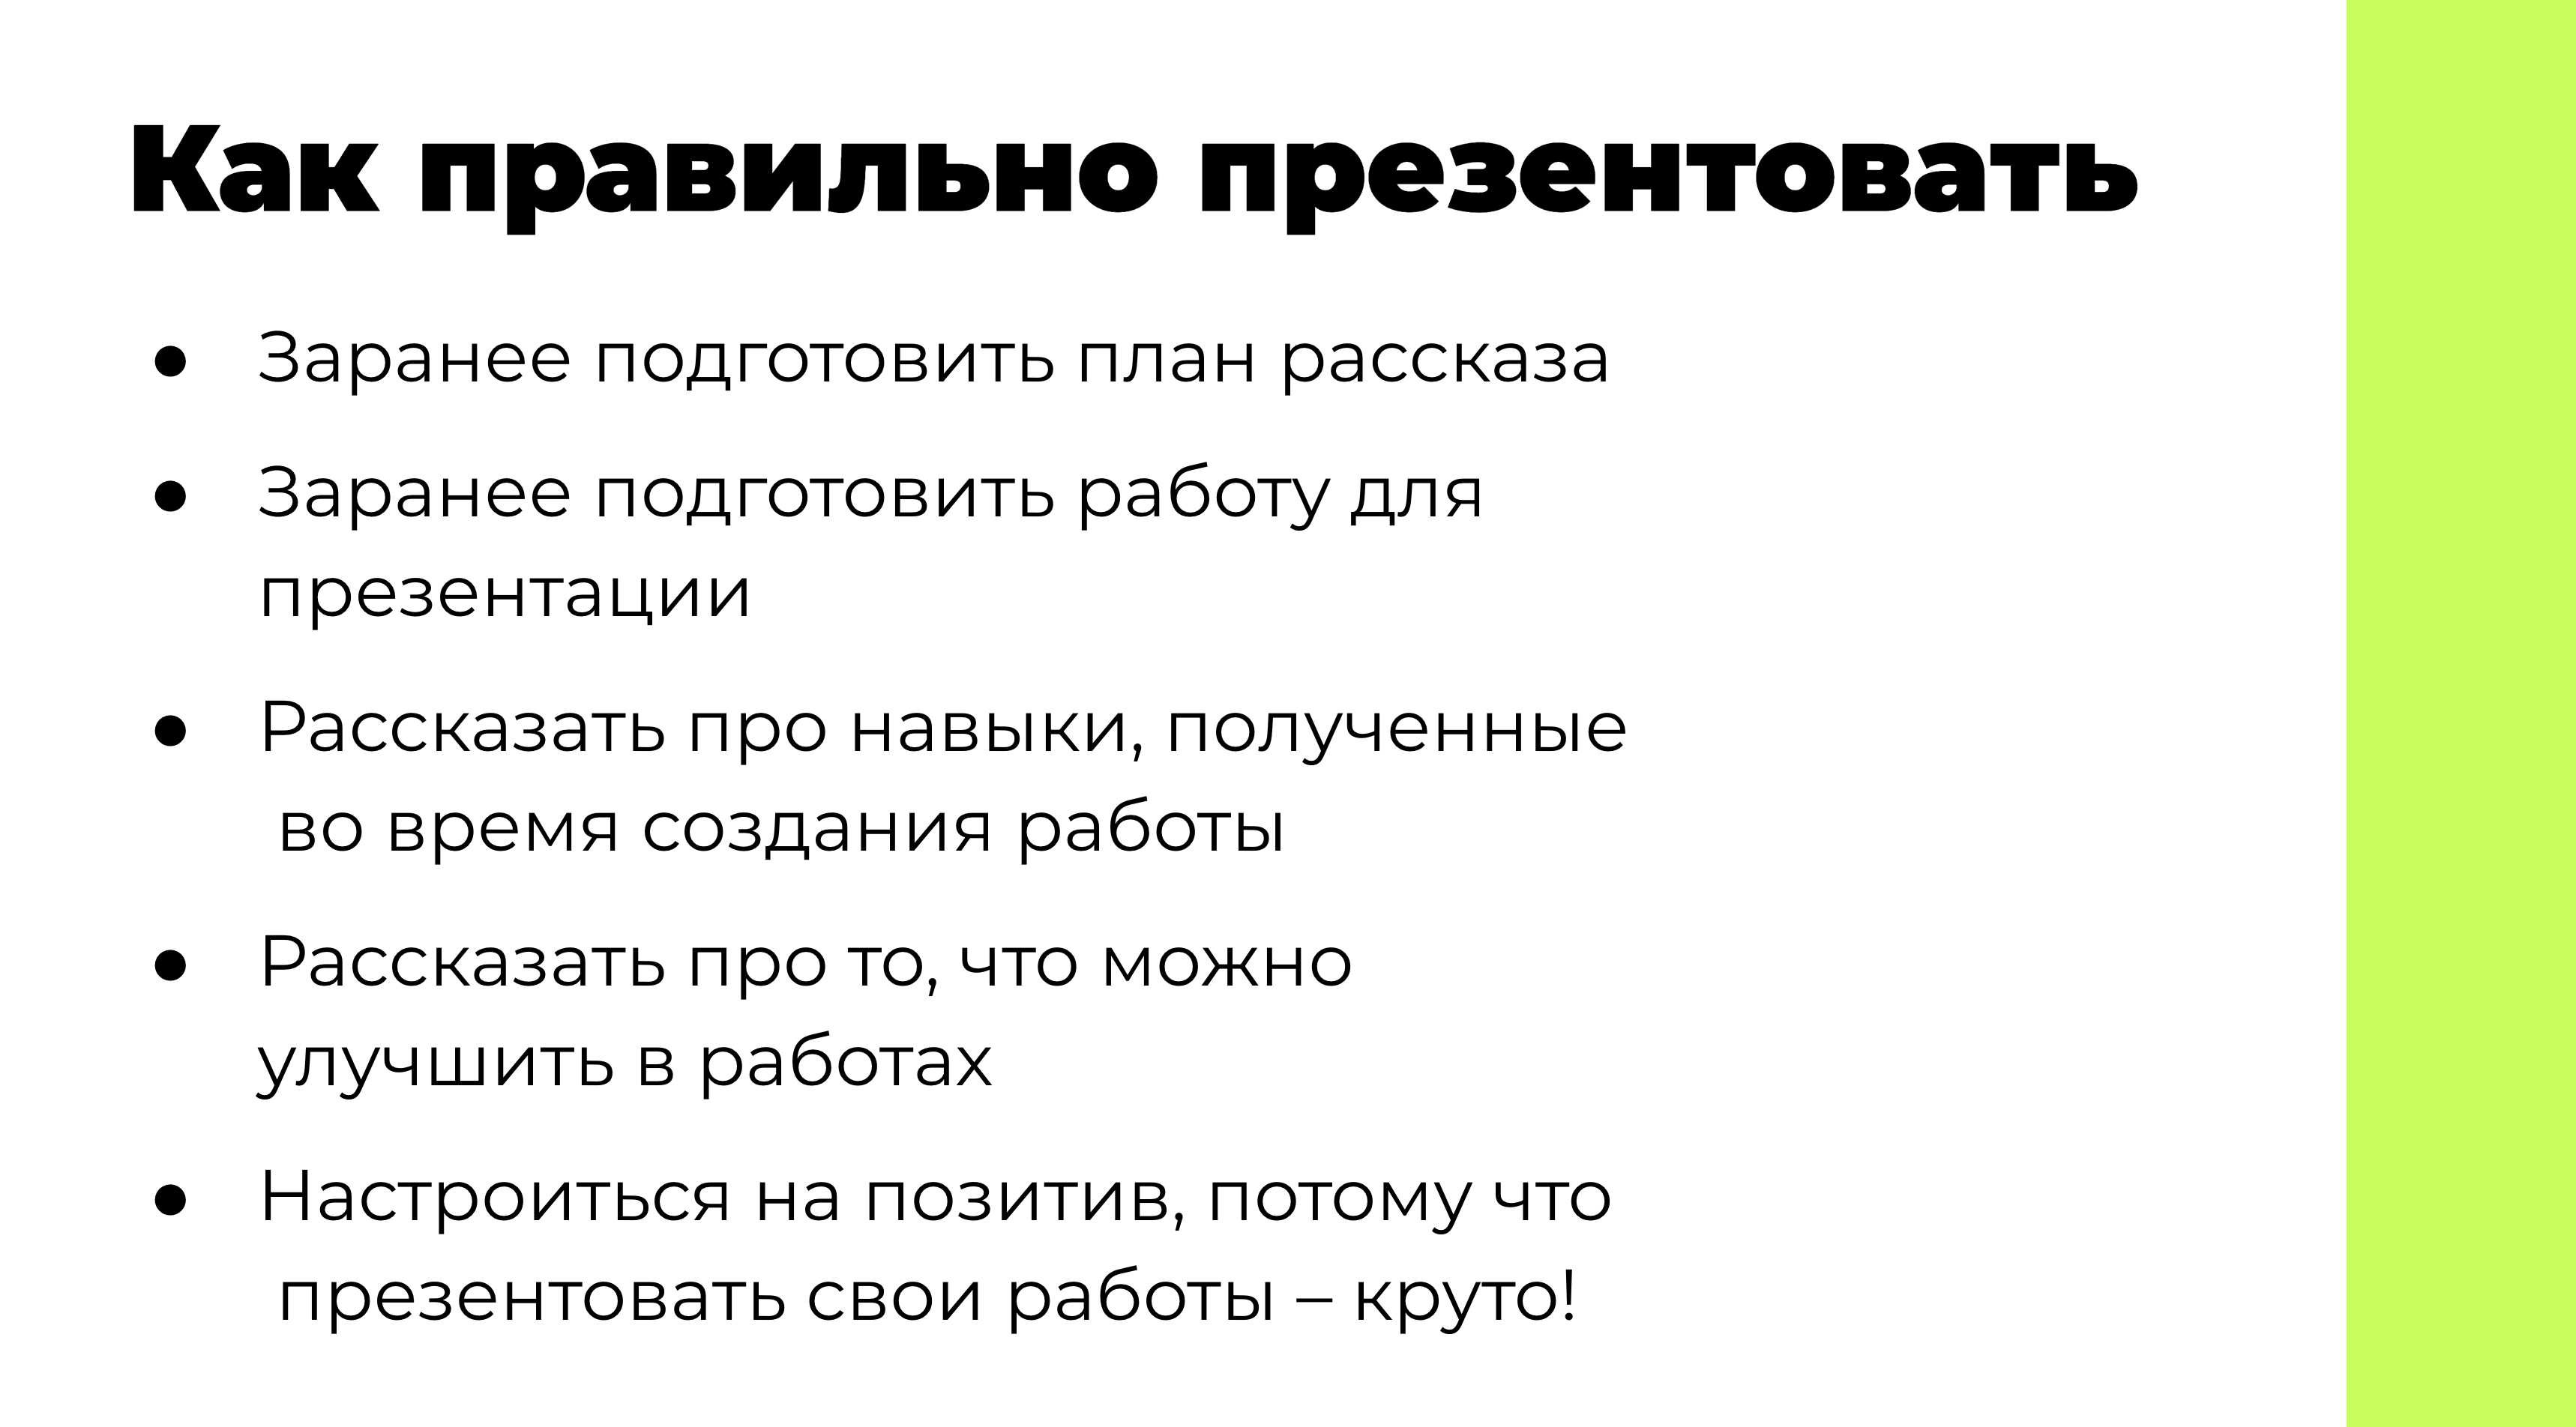 Как правильно презентовать
● Заранее подготовить план рассказа
● Заранее подготовить работу для
презентации
● Рассказать про навыки, полученные
во время создания работы
● Рассказать про то, что можно
улучшить в работах
● Настроиться на позитив, потому что
презентовать свои работы – круто!